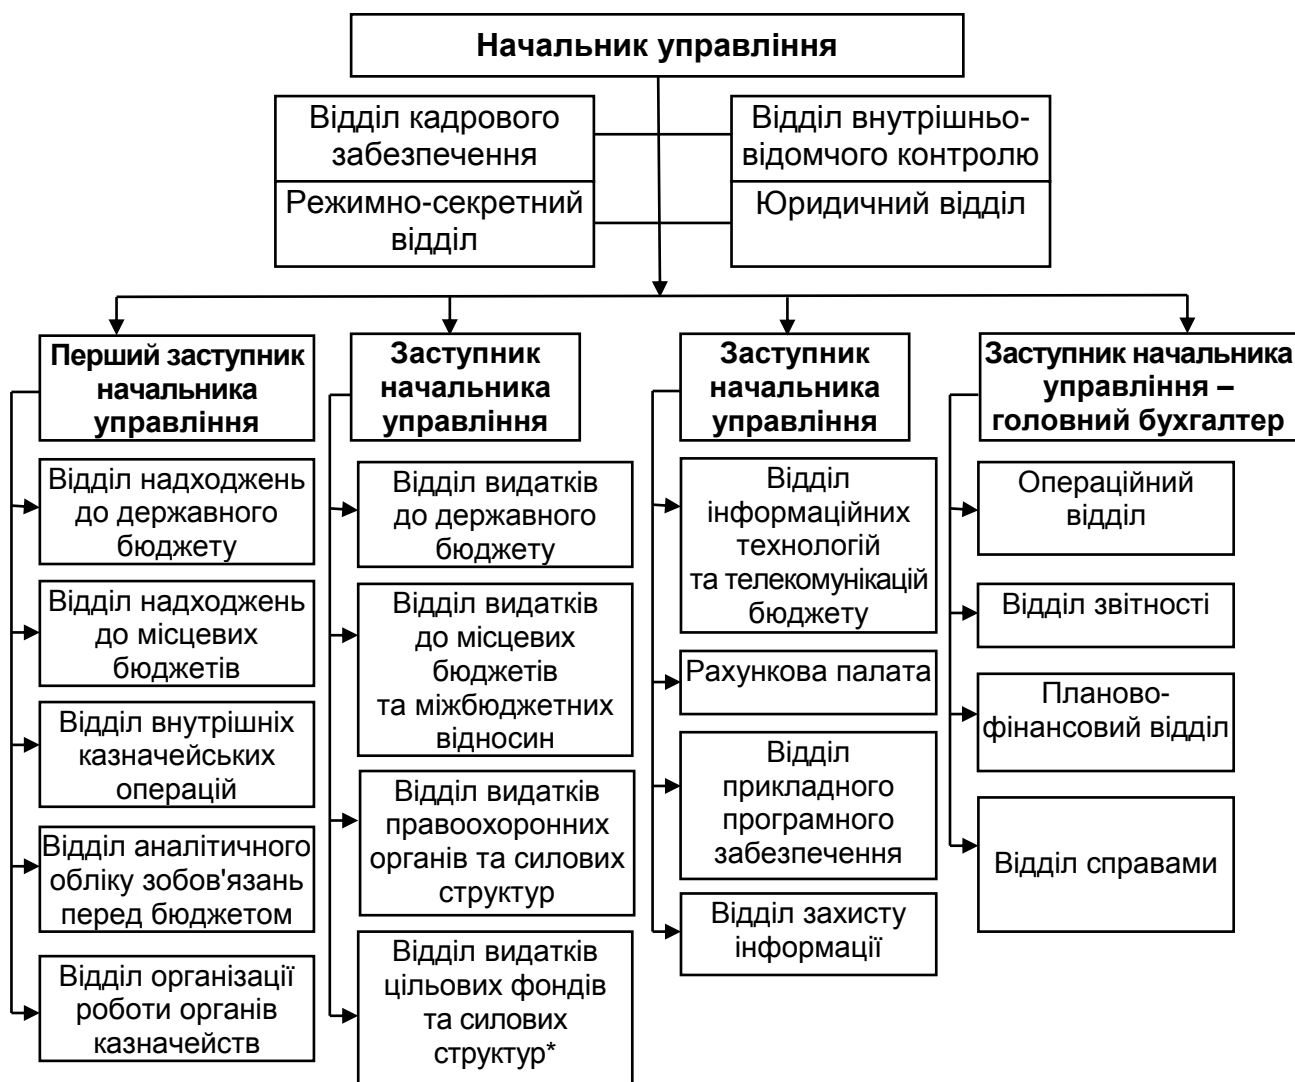 Начальник управління
Відділ кадрового
забезпечення
Відділ внутрішньо-
відомчого контролю
Режимно-секретний
відділ
Юридичний відділ
Перший заступник
начальника
управління
Відділ надходжень
до державного
бюджету
Відділ надходжень
до місцевих
бюджетів
Відділ внутрішніх
казначейських
операцій
Відділ аналітичного
обліку зобов'язань
перед бюджетом
Відділ організації
роботи органів
казначейств
Заступник
начальника
управління
Відділ видатків
до державного
бюджету
Відділ видатків
до місцевих
бюджетів
та міжбюджетних
відносин
Відділ видатків
правоохоронних
органів та силових
структур
Відділ видатків
цільових фондів
та силових
структур*
Заступник
начальника
управління
Відділ
інформаційних
технологій
та телекомунікацій
бюджету
Рахункова палата
Відділ
прикладного
програмного
забезпечення
Відділ захисту
інформації
Заступник начальника
управління –
головний бухгалтер
Операційний
відділ
Відділ звітності
Планово-
фінансовий відділ
Відділ справами